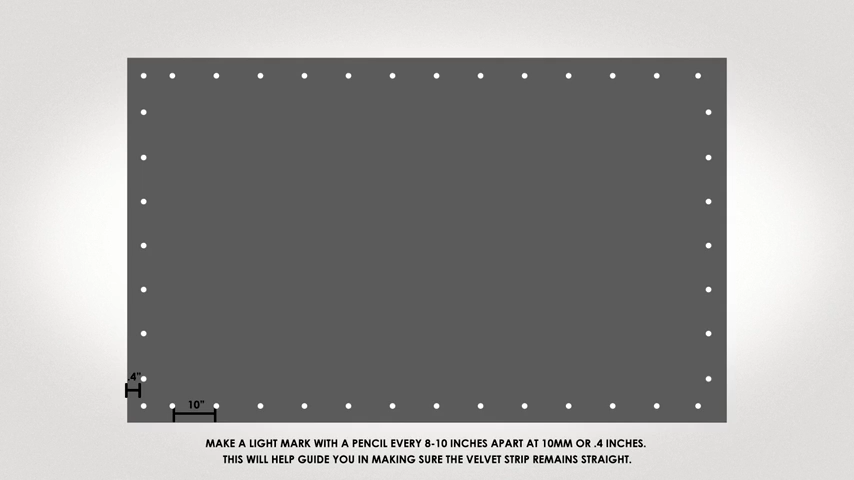 .4"
10"
MAKE A LIGHT MARK WITH A PENCIL EVERY 8-10 INCHES APART AT 10MM OR .4 INCHES.
THIS WILL HELP GUIDE YOU IN MAKING SURE THE VELVET STRIP REMAINS STRAIGHT.